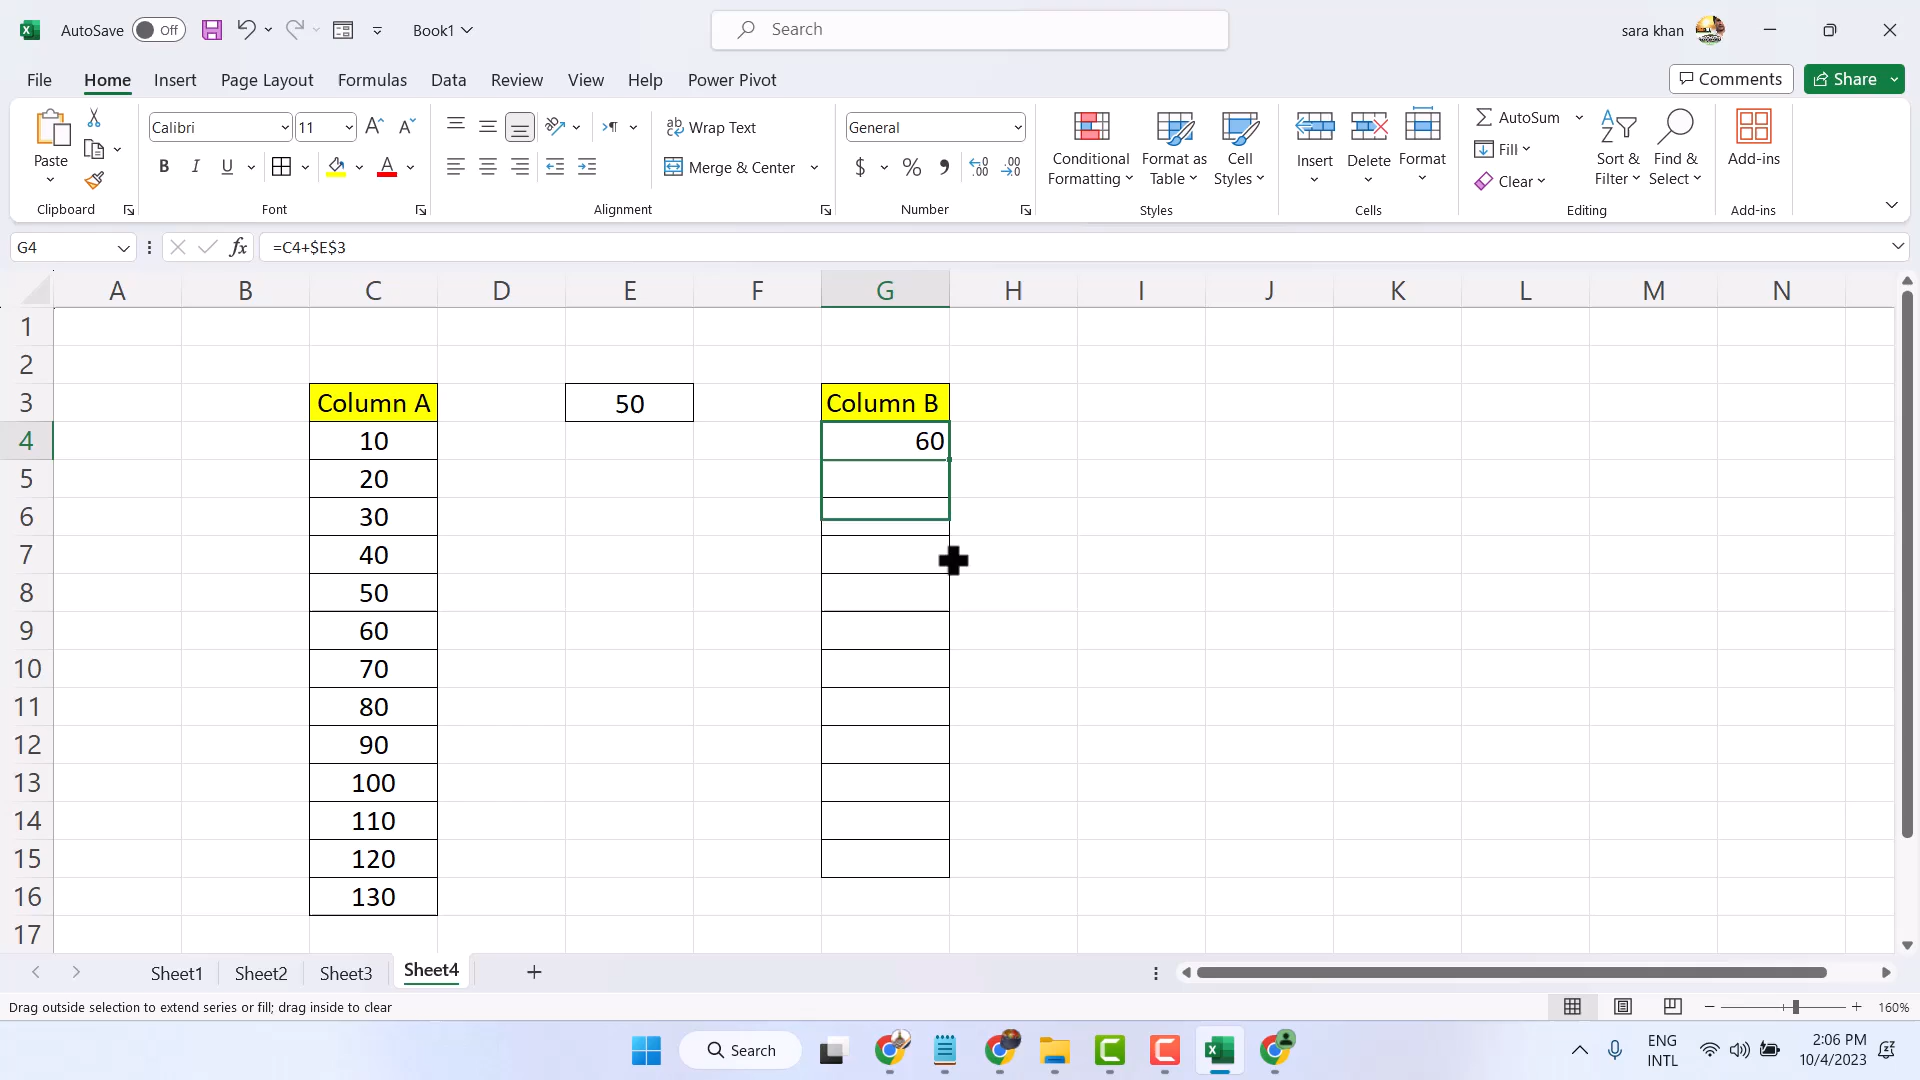 AutoSave Off Book1 Search sara khan
File Home Insert Page Layout Formulas Data Review View Help Power Pivot Comments Share
Paste
Clipboard
Calibri 11
B I U A
Font
Wrap Text
Merge & Center
Alignment
General
$ % ,
Number
Conditional Formatting
Format as Table
Cell Styles
Styles
Insert Delete Format
Cells
AutoSum
Fill
Clear
Sort & Filter
Find & Select
Editing
Add-ins
Add-ins
G4 fx =C4+$E$3
A B C D E F G H I J K L M N
1
2
3 Column A 50 Column B
4 10 60
5 20
6 30
7 40
8 50
9 60
10 70
11 80
12 90
13 100
14 110
15 120
16 130
17
Sheet1 Sheet2 Sheet3 Sheet4
Drag outside selection to extend series or fill; drag inside to clear 160%
Search ENG INTL 2:06 PM 10/4/2023